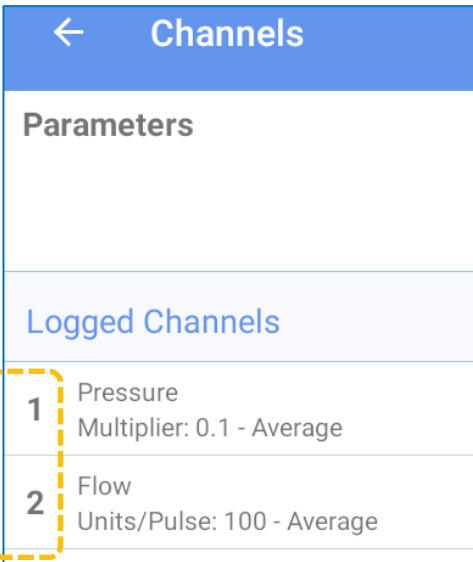 ← Channels
Parameters
Logged Channels
1
Pressure
Multiplier: 0.1 - Average
2
Flow
Units/Pulse: 100 - Average